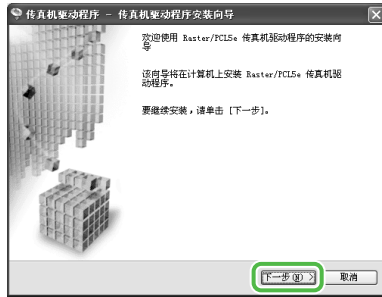 传真机驱动程序 - 传真机驱动程序安装向导
欢迎使用 Raster/PCL5e 传真机驱动程序的安装向
导
该向导将在计算机上安装 Raster/PCL5e 传真机驱
动程序。
要继续安装，请单击 [下一步]。
下一步(N) >
取消